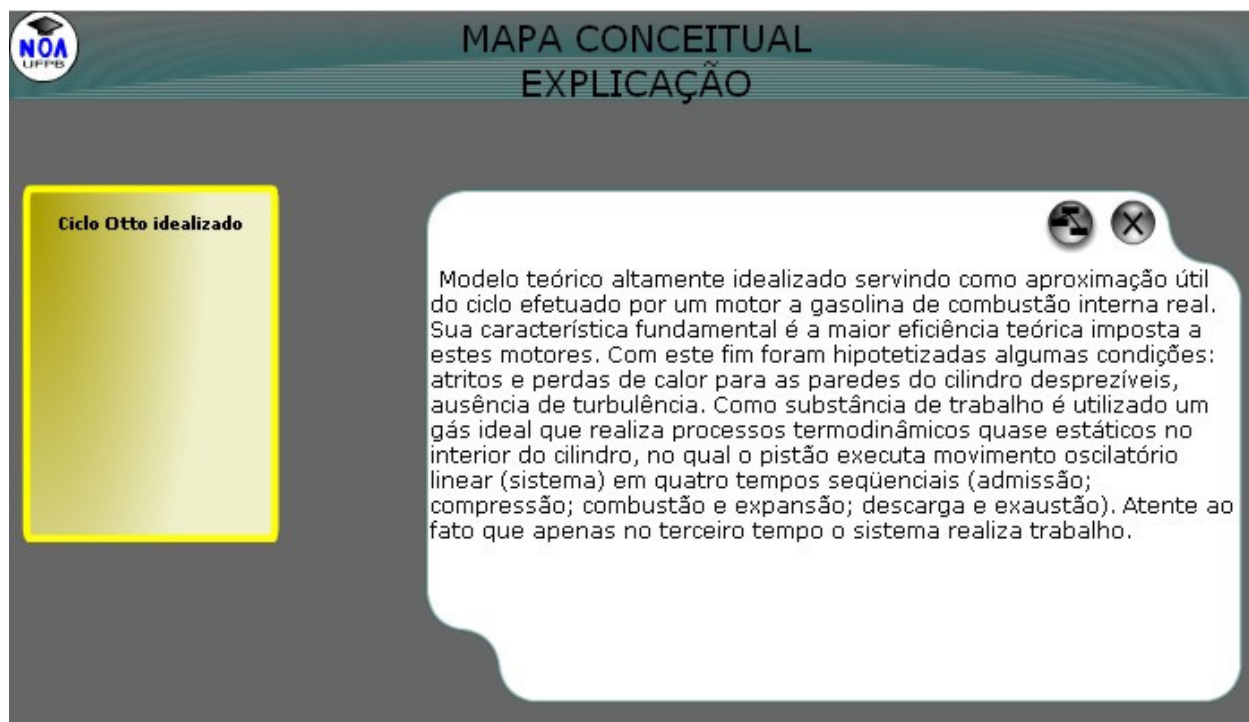 NOA
UFPB
MAPA CONCEITUAL
EXPLICAÇÃO
Ciclo Otto idealizado
Modelo teórico altamente idealizado servindo como aproximação útil
do ciclo efetuado por um motor a gasolina de combustão interna real.
Sua característica fundamental é a maior eficiência teórica imposta a
estes motores. Com este fim foram hipotetizadas algumas condições:
atritos e perdas de calor para as paredes do cilindro desprezíveis,
ausência de turbulência. Como substância de trabalho é utilizado um
gás ideal que realiza processos termodinâmicos quase estáticos no
interior do cilindro, no qual o pistão executa movimento oscilatório
linear (sistema) em quatro tempos seqüenciais (admissão;
compressão; combustão e expansão; descarga e exaustão). Atente ao
fato que apenas no terceiro tempo o sistema realiza trabalho.